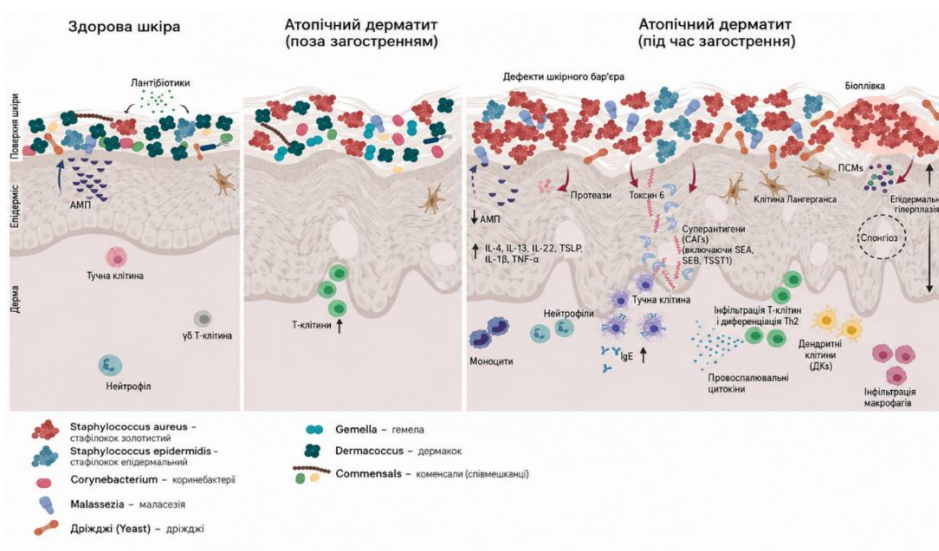 Здорова шкіра
Атопічний дерматит
(поза загостренням)
Атопічний дерматит
(під час загострення)
Поверхня шкіри
Епідерміс
Дерма
Лантібіотики
АМП
Тучна клітина
γδ Т-клітина
Нейтрофіл
Т-клітини
Дефекти шкірного бар'єра
Біоплівка
АМП
IL-4, IL-13, IL-22, TSLP,
IL-1β, TNF-α
Протеази
Токсин δ
Клітина Лангерганса
ПСМs
Епідермальна
гіперплазія
Спонгіоз
Суперантигени
(САГs)
(включаючи SEA,
SEB, TSST1)
Тучна клітина
Нейтрофіли
Моноцити
IgE
Інфільтрація Т-клітин
і диференціація Th2
Провоспалювальні
цитокіни
Дендритні
клітини
(ДКs)
Інфільтрація
макрофагів
Staphylococcus aureus –
стафілокок золотистий
Staphylococcus epidermidis –
стафілокок епідермальний
Corynebacterium – коринебактерії
Malassezia – маласезія
Дріжджі (Yeast) – дріжджі
Gemella – гемела
Dermacoccus – дермакок
Commensals – коменсали (співмешканці)